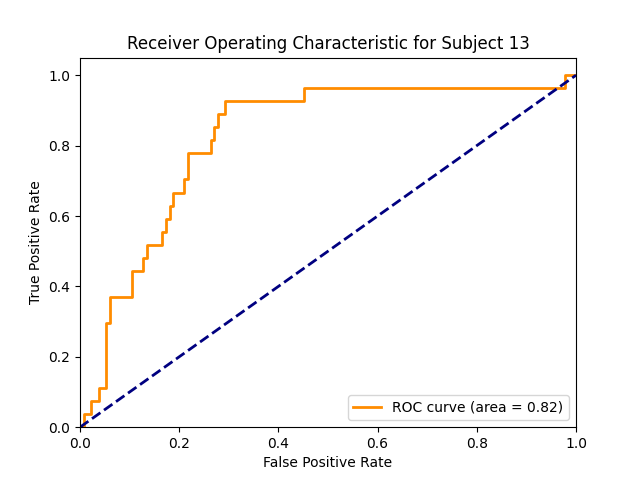 Receiver Operating Characteristic for Subject 13
1.0
0.8
0.6
0.4
0.2
0.0
True Positive Rate
ROC curve (area = 0.82)
0.0 0.2 0.4 0.6 0.8 1.0
False Positive Rate